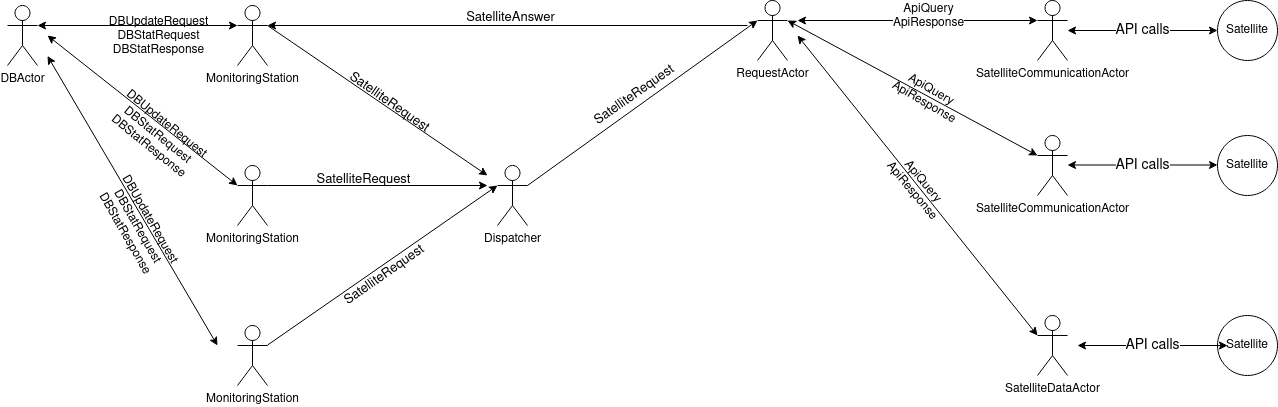 DBUpdateRequest
DBStatRequest
DBStatResponse
SatelliteAnswer
ApiQuery
ApiResponse
API calls
Satellite
DBActor
MonitoringStation
RequestActor
SatelliteCommunicationActor
SatelliteRequest
SatelliteRequest
ApiQuery
ApiResponse
DBUpdateRequest
DBStatRequest
DBStatResponse
API calls
Satellite
SatelliteCommunicationActor
SatelliteRequest
ApiQuery
ApiResponse
DBUpdateRequest
DBStatRequest
DBStatResponse
MonitoringStation
Dispatcher
SatelliteRequest
API calls
Satellite
SatelliteDataActor
MonitoringStation